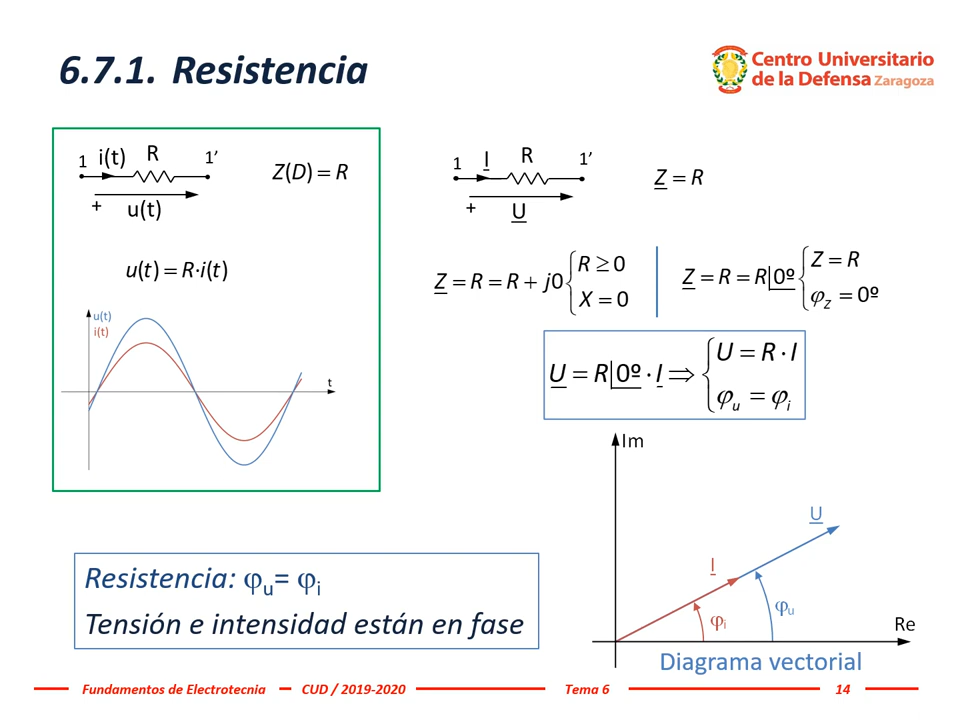 6.7.1. Resistencia
Centro Universitario
de la Defensa Zaragoza
1 i(t) R 1’
+ u(t)
Z(D) = R
u(t) = R·i(t)
u(t)
i(t)
t
1 I R 1’
+ U
Z = R
Z = R = R + j0 { R ≥ 0
X = 0
Z = R = R|0º { Z = R
φZ = 0º
U = R|0º · I ⇒ { U = R · I
φu = φi
Im
U
I
φi
φu
Re
Diagrama vectorial
Resistencia: φu= φi
Tensión e intensidad están en fase
Fundamentos de Electrotecnia CUD / 2019-2020 Tema 6 14